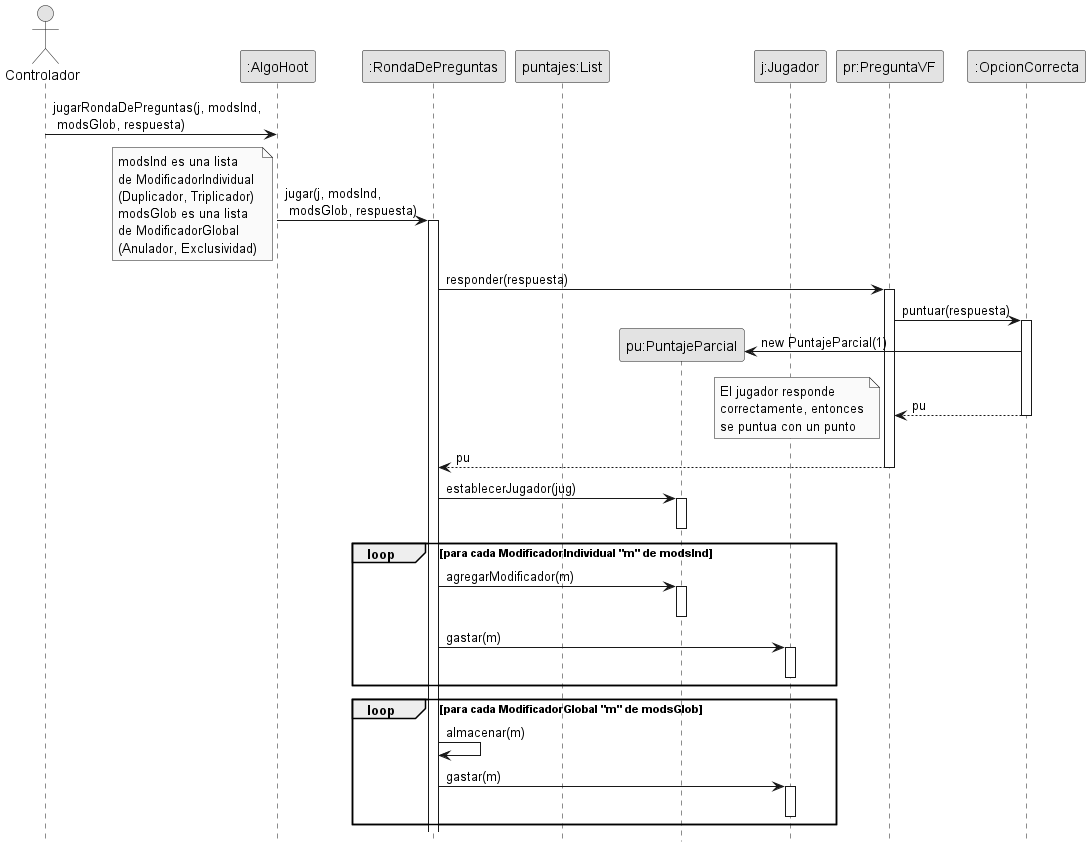 Controlador
:AlgoHoot
:RondaDePreguntas
puntajes:List
j:Jugador
pr:PreguntaVF
:OpcionCorrecta
jugarRondaDePreguntas(j, modsInd,
modsGlob, respuesta)
modsInd es una lista
de ModificadorIndividual
(Duplicador, Triplicador)
modsGlob es una lista
de ModificadorGlobal
(Anulador, Exclusividad)
jugar(j, modsInd,
modsGlob, respuesta)
responder(respuesta)
puntuar(respuesta)
pu:PuntajeParcial
new PuntajeParcial(1)
El jugador responde
correctamente, entonces
se puntua con un punto
pu
pu
establecerJugador(jug)
loop
[para cada ModificadorIndividual "m" de modsInd]
agregarModificador(m)
gastar(m)
loop
[para cada ModificadorGlobal "m" de modsGlob]
almacenar(m)
gastar(m)